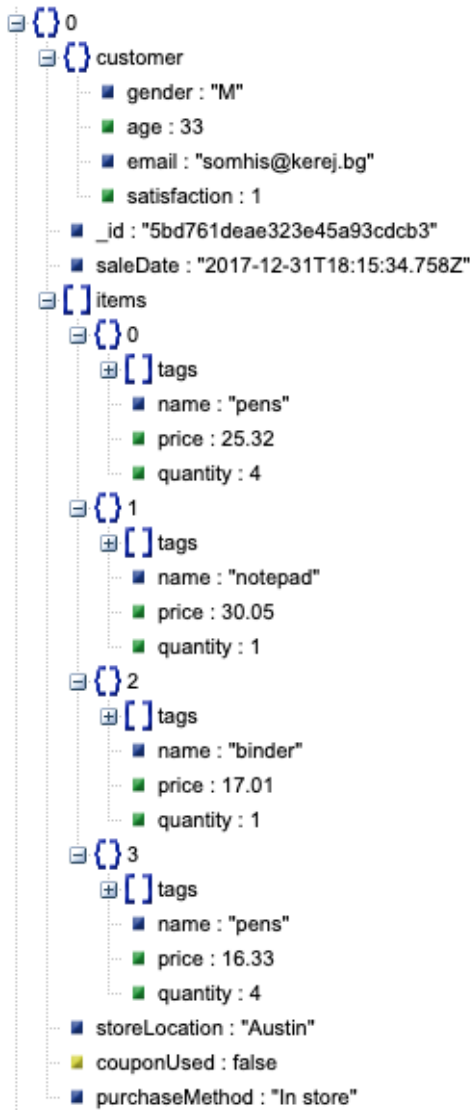 0
customer
gender : "M"
age : 33
email : "somhis@kerej.bg"
satisfaction : 1
_id : "5bd761deae323e45a93cdcb3"
saleDate : "2017-12-31T18:15:34.758Z"
items
0
tags
name : "pens"
price : 25.32
quantity : 4
1
tags
name : "notepad"
price : 30.05
quantity : 1
2
tags
name : "binder"
price : 17.01
quantity : 1
3
tags
name : "pens"
price : 16.33
quantity : 4
storeLocation : "Austin"
couponUsed : false
purchaseMethod : "In store"